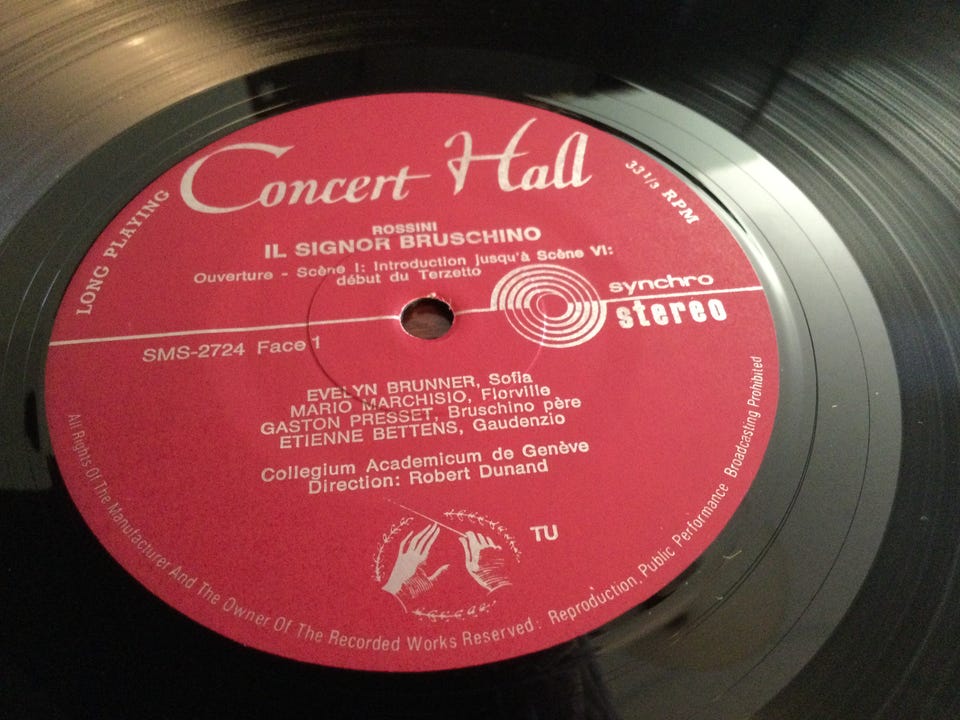 Concert Hall
LONG PLAYING
33 1/3 RPM
ROSSINI
IL SIGNOR BRUSCHINO
Ouverture - Scène I: Introduction jusqu'à Scène VI:
début du Terzetto
synchro
stereo
SMS-2724 Face 1
EVELYN BRUNNER, Sofia
MARIO MARCHISIO, Florville
GASTON PRESSET, Bruschino père
ETIENNE BETTENS, Gaudenzio
Collegium Academicum de Genève
Direction: Robert Dunand
TU
All Rights Of The Manufacturer And The Owner Of The Recorded Works Reserved: Reproduction, Public Performance Broadcasting Prohibited